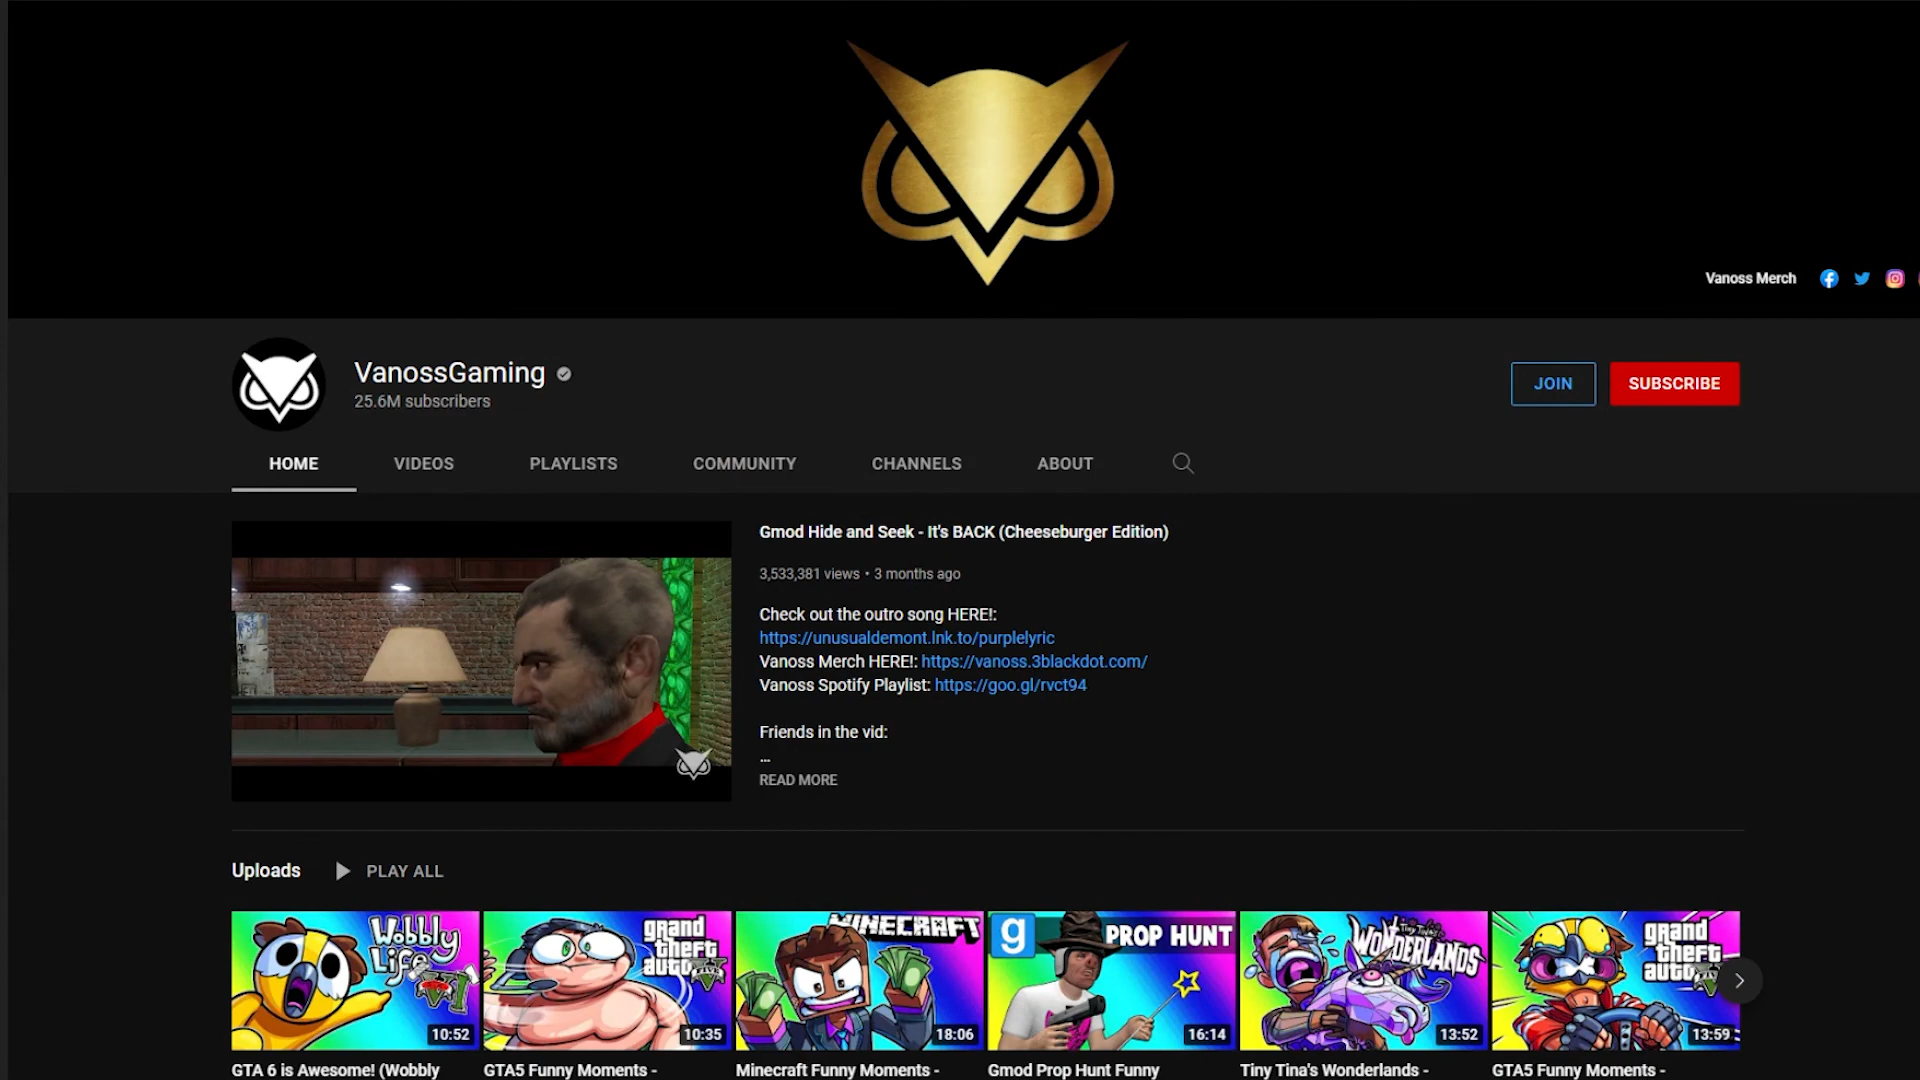 Vanoss Merch
VanossGaming
25.6M subscribers
JOIN
SUBSCRIBE
HOME
VIDEOS
PLAYLISTS
COMMUNITY
CHANNELS
ABOUT
Gmod Hide and Seek - It's BACK (Cheeseburger Edition)
3,533,381 views • 3 months ago
Check out the outro song HERE!:
https://unusualdemont.lnk.to/purplelyric
Vanoss Merch HERE!: https://vanoss.3blackdot.com/
Vanoss Spotify Playlist: https://goo.gl/rvct94
Friends in the vid:
...
READ MORE
Uploads
PLAY ALL
Wobbly
Life
VI
10:52
grand
theft
auto
FIVE
V
10:35
MINECRAFT
18:06
g
PROP HUNT
16:14
Tiny Tina's
WONDERLANDS
13:52
grand
theft
auto
V
13:59
GTA 6 is Awesome! (Wobbly
GTA5 Funny Moments -
Minecraft Funny Moments -
Gmod Prop Hunt Funny
Tiny Tina's Wonderlands -
GTA5 Funny Moments -